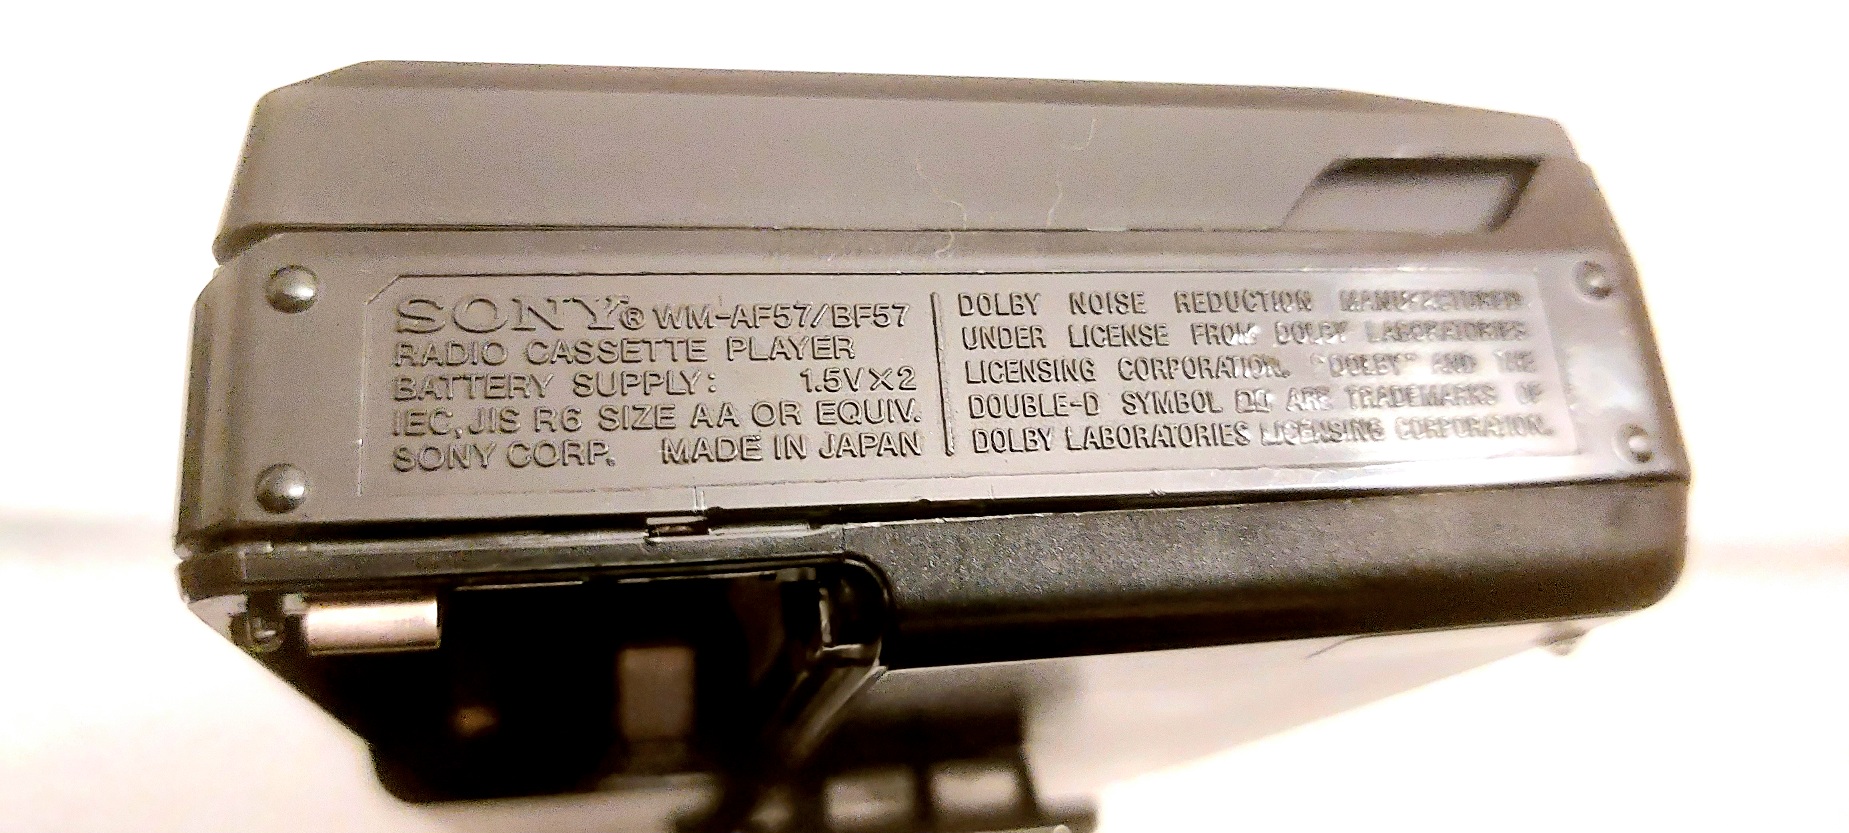 SONY® WM-AF57/BF57
RADIO CASSETTE PLAYER
BATTERY SUPPLY: 1.5V×2
IEC, JIS R6 SIZE AA OR EQUIV.
SONY CORP. MADE IN JAPAN
DOLBY NOISE REDUCTION MANUFACTURED
UNDER LICENSE FROM DOLBY LABORATORIES
LICENSING CORPORATION. "DOLBY" AND THE
DOUBLE-D SYMBOL ARE TRADEMARKS OF
DOLBY LABORATORIES LICENSING CORPORATION.